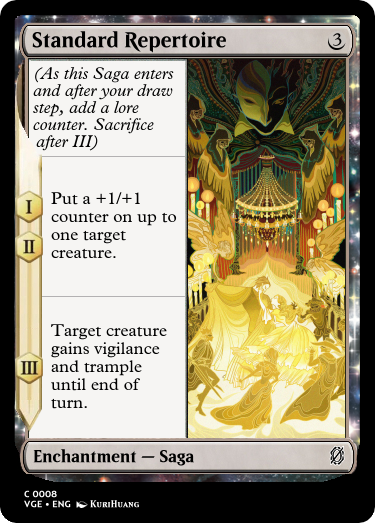 Standard Repertoire 3
(As this Saga enters
and after your draw
step, add a lore
counter. Sacrifice
after III)
I
II
Put a +1/+1
counter on up to
one target
creature.
III
Target creature
gains vigilance
and trample
until end of
turn.
Enchantment — Saga
C 0008
VGE • ENG KURIHUANG